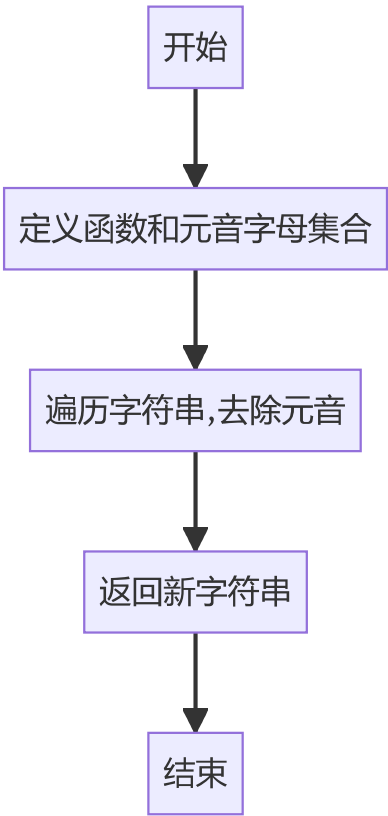 开始
定义函数和元音字母集合
遍历字符串,去除元音
返回新字符串
结束